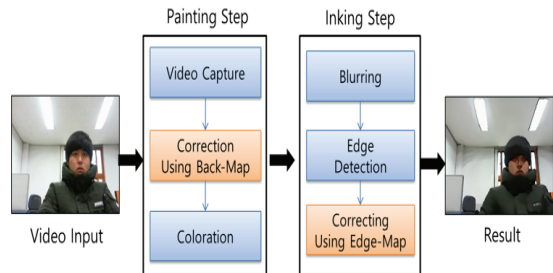 Painting Step
Inking Step
Video Capture
Correction
Using Back-Map
Coloration
Blurring
Edge
Detection
Correcting
Using Edge-Map
Video Input
Result